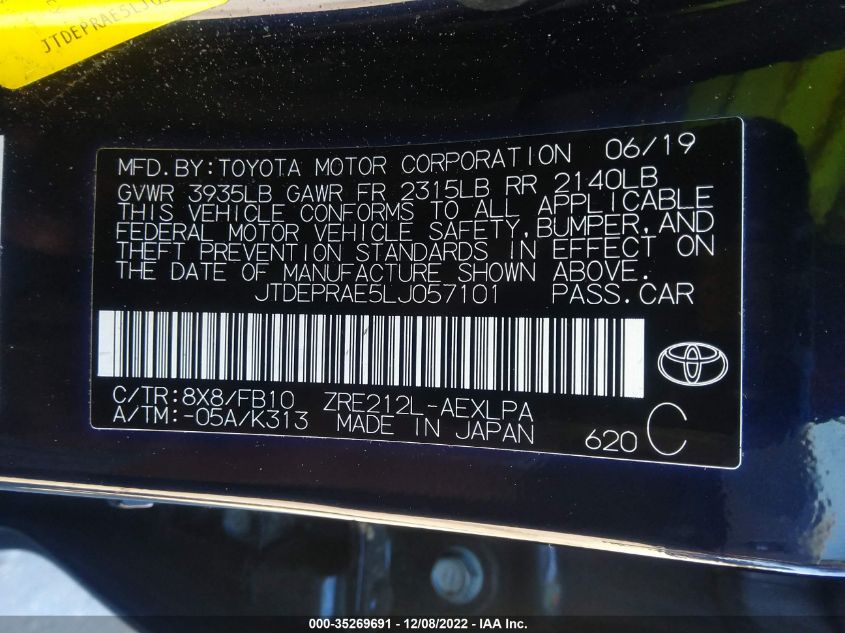 JTDEPRAE5LJ05
MFD.BY:TOYOTA MOTOR CORPORATION 06/19
GVWR 3935LB GAWR FR 2315LB RR 2140LB
THIS VEHICLE CONFORMS TO ALL APPLICABLE
FEDERAL MOTOR VEHICLE SAFETY,BUMPER,AND
THEFT PREVENTION STANDARDS IN EFFECT ON
THE DATE OF MANUFACTURE SHOWN ABOVE.
JTDEPRAE5LJ057101 PASS.CAR
C/TR:8X8/FB10 ZRE212L-AEXLPA
A/TM:-05A/K313 MADE IN JAPAN
620 C
000-35269691 - 12/08/2022 - IAA Inc.